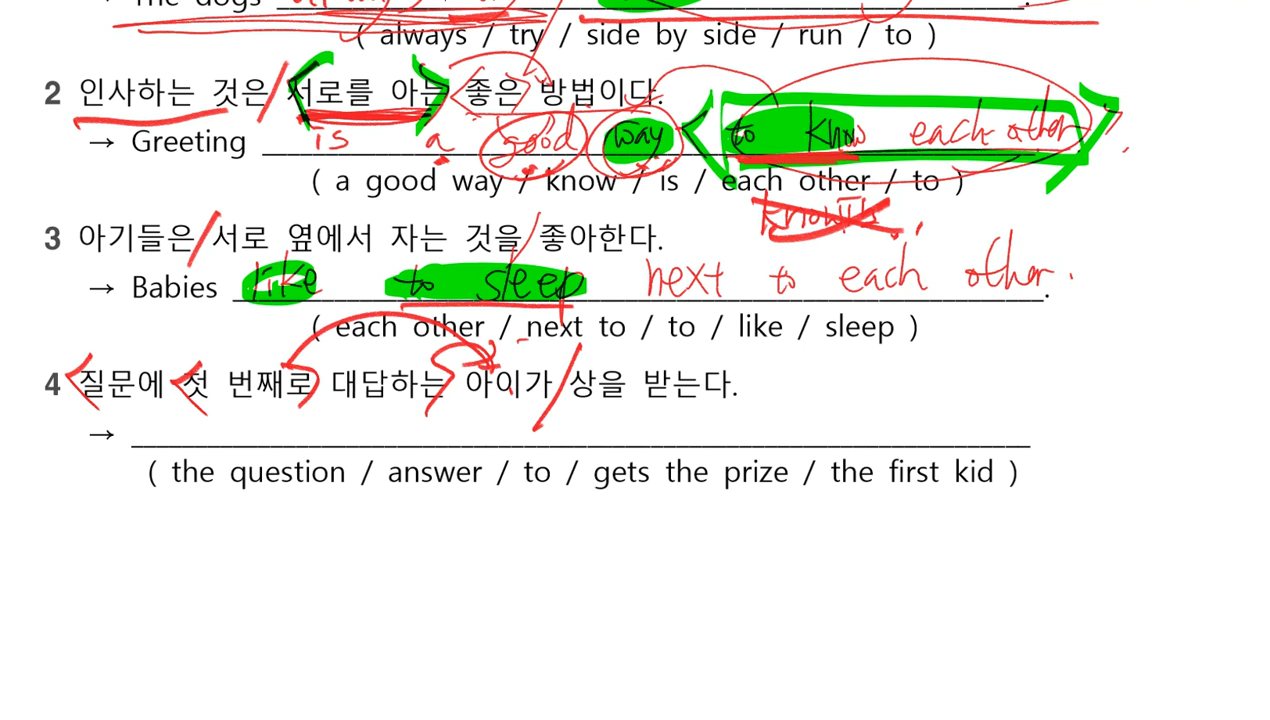 The dogs
( always / try / side by side / run / to )
2 인사하는 것은 서로를 아는 좋은 방법이다.
→ Greeting is a good way to know each other.
( a good way / know / is / each other / to )
3 아기들은 서로 옆에서 자는 것을 좋아한다.
→ Babies like to sleep next to each other.
( each other / next to / to / like / sleep )
4 질문에 첫 번째로 대답하는 아이가 상을 받는다.
→
( the question / answer / to / gets the prize / the first kid )